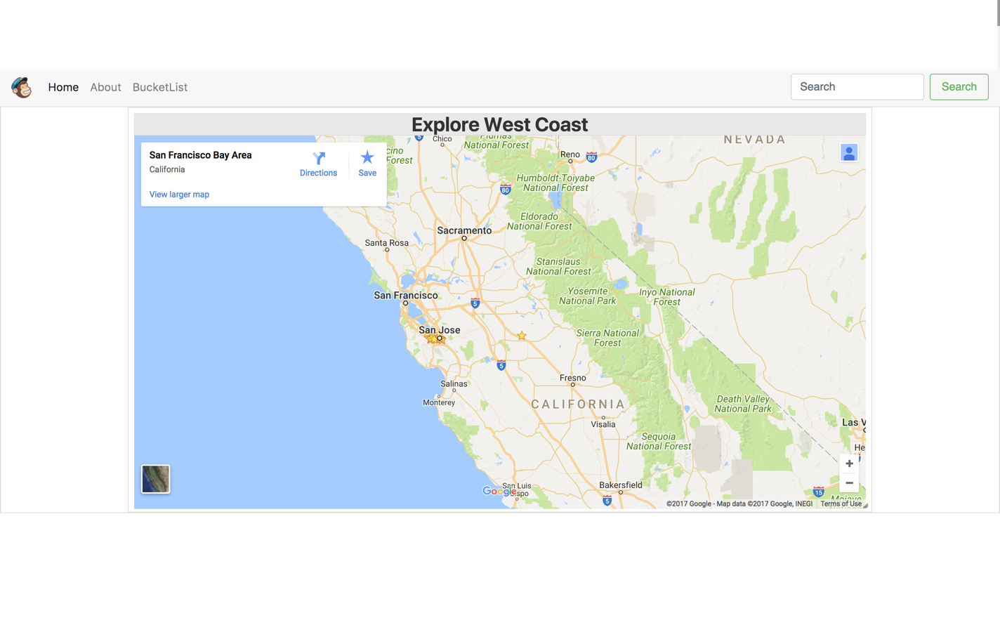 Home About BucketList Search Search
Explore West Coast
San Francisco Bay Area
California
Directions
Save
View larger map
NEVADA
5
Chico
Plumas
National Forest
cino
Forest
Reno
80
Humboldt-Toiyabe
National Forest
80
Eldorado
National Forest
Sacramento
Santa Rosa
Stanislaus
National Forest
Yosemite
National Park
Inyo National
Forest
San Francisco
5
San Jose
Sierra National
Forest
5
Fresno
Salinas
Monterey
CALIFORNIA
Death Valley
National Park
Visalia
Las V
Sequoia
National Forest
He
+
−
San Luis
Google
ispo
Bakersfield
5
15
Mojave
©2017 Google - Map data ©2017 Google, INEGI Terms of Use